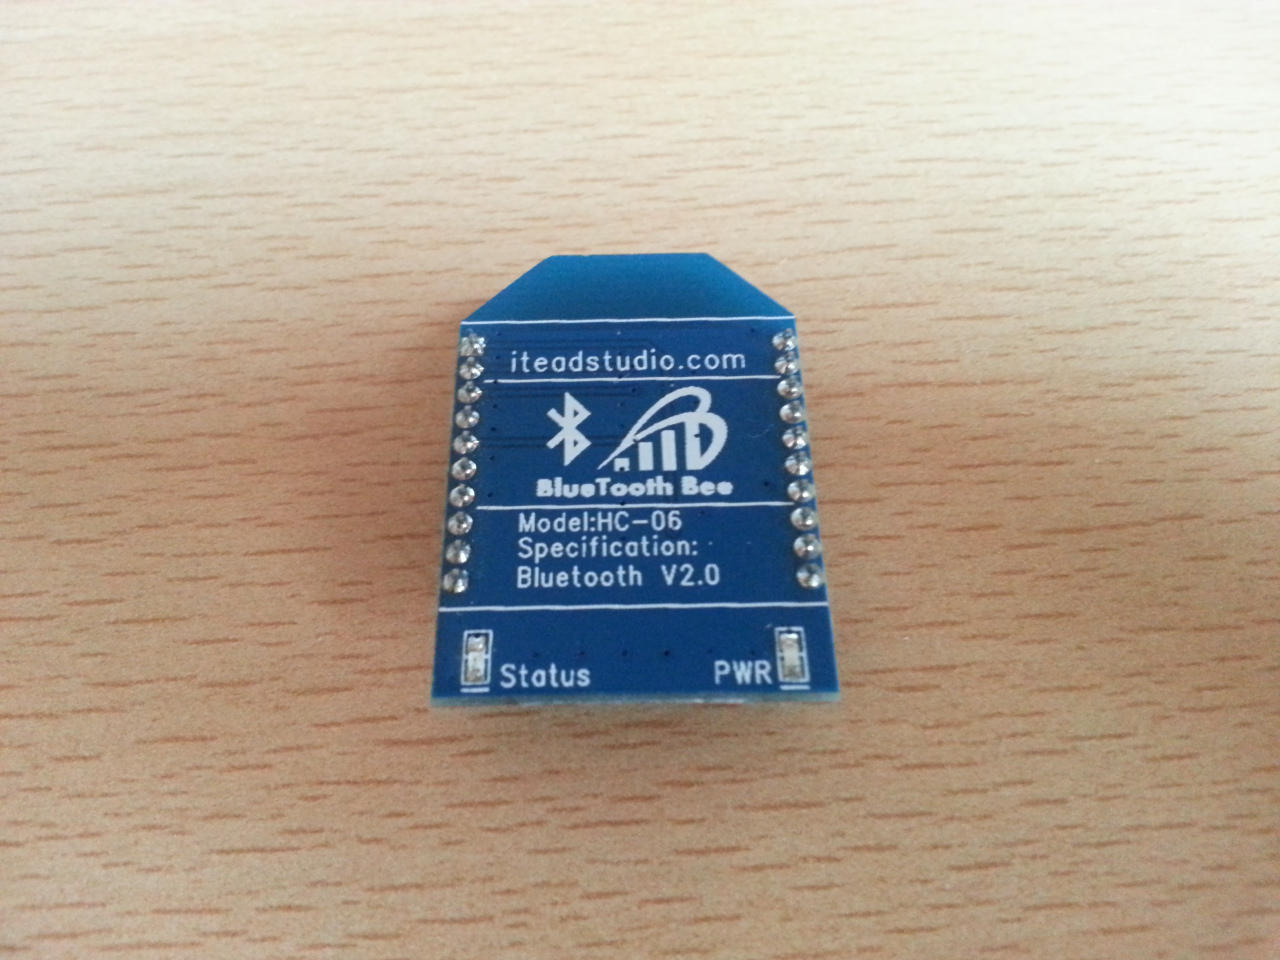 iteadstudio.com
BlueTooth Bee
Model:HC-06
Specification:
Bluetooth V2.0
Status
PWR